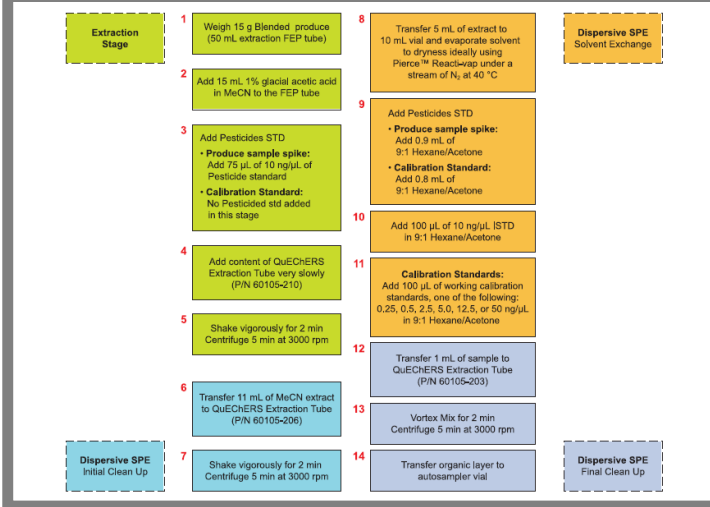 Extraction
Stage
1
Weigh 15 g Blended produce
(50 mL extraction FEP tube)
2
Add 15 mL 1% glacial acetic acid
in MeCN to the FEP tube
3
Add Pesticides STD
• Produce sample spike:
Add 75 µL of 10 ng/µL of
Pesticide standard
• Calibration Standard:
No Pesticided std added
in this stage
4
Add content of QuEChERS
Extraction Tube very slowly
(P/N 60105-210)
5
Shake vigorously for 2 min
Centrifuge 5 min at 3000 rpm
6
Transfer 11 mL of MeCN extract
to QuEChERS Extraction Tube
(P/N 60105-206)
Dispersive SPE
Initial Clean Up
7
Shake vigorously for 2 min
Centrifuge 5 min at 3000 rpm
8
Transfer 5 mL of extract to
10 mL vial and evaporate solvent
to dryness ideally using
Pierce™ Reacti-vap under a
stream of N₂ at 40 °C
Dispersive SPE
Solvent Exchange
9
Add Pesticides STD
• Produce sample spike:
Add 0,9 mL of
9:1 Hexane/Acetone
• Calibration Standard:
Add 0,8 mL of
9:1 Hexane/Acetone
10
Add 100 µL of 10 ng/µL ISTD
in 9:1 Hexane/Acetone
11
Calibration Standards:
Add 100 µL of working calibration
standards, one of the following:
0,25, 0,5, 2,5, 5,0, 12,5, or 50 ng/µL
in 9:1 Hexane/Acetone
12
Transfer 1 mL of sample to
QuEChERS Extraction Tube
(P/N 60105-203)
13
Vortex Mix for 2 min
Centrifuge 5 min at 3000 rpm
14
Transfer organic layer to
autosampler vial
Dispersive SPE
Final Clean Up